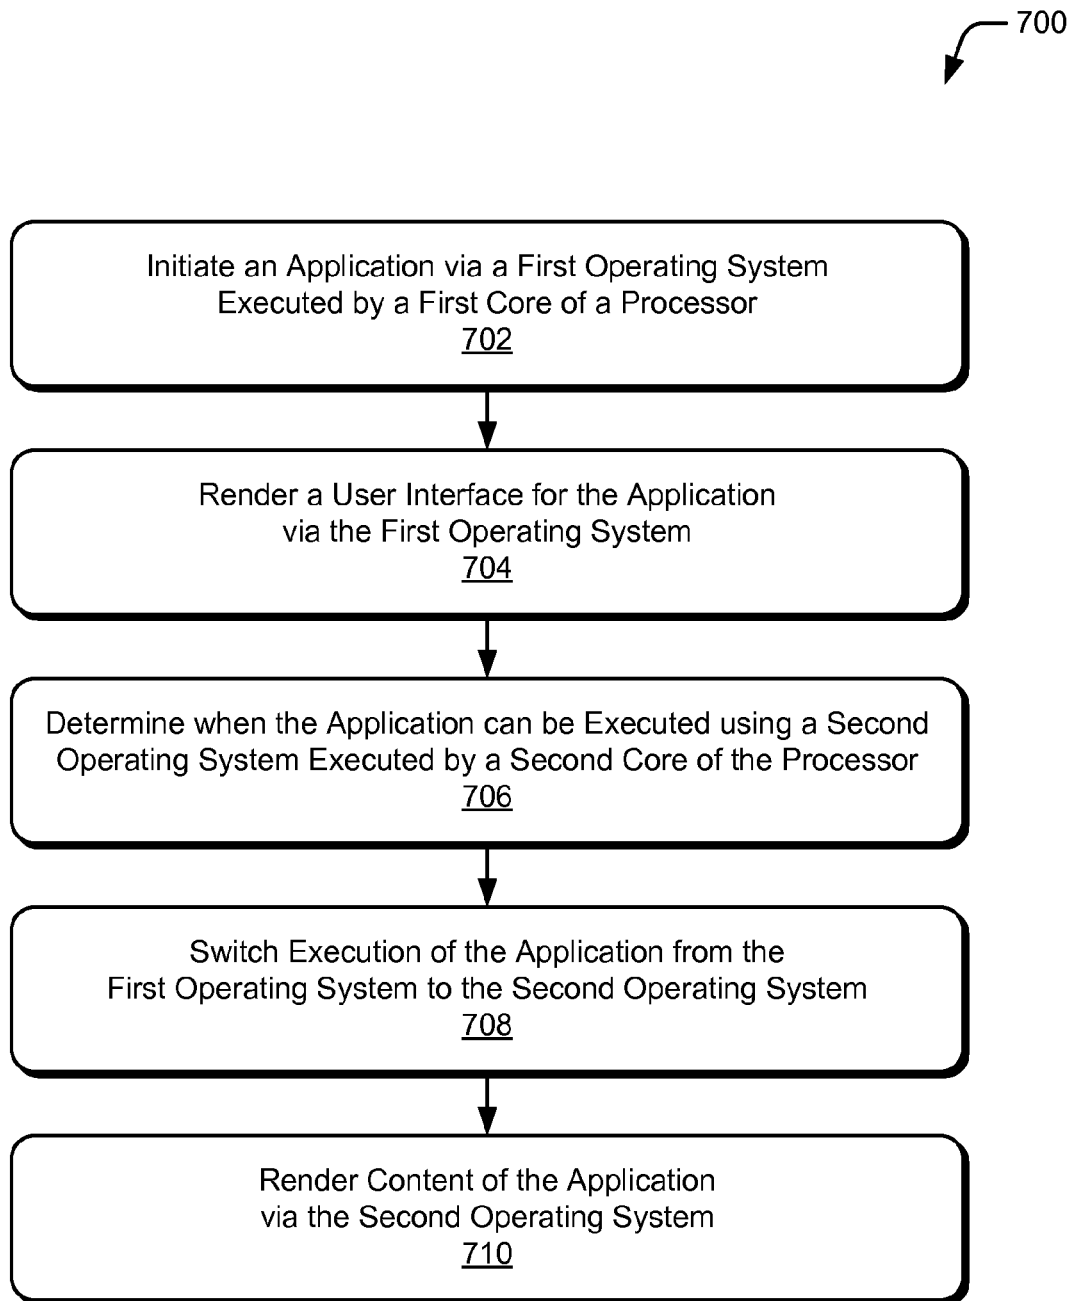 700
Initiate an Application via a First Operating System
Executed by a First Core of a Processor
702
Render a User Interface for the Application
via the First Operating System
704
Determine when the Application can be Executed using a Second
Operating System Executed by a Second Core of the Processor
706
Switch Execution of the Application from the
First Operating System to the Second Operating System
708
Render Content of the Application
via the Second Operating System
710